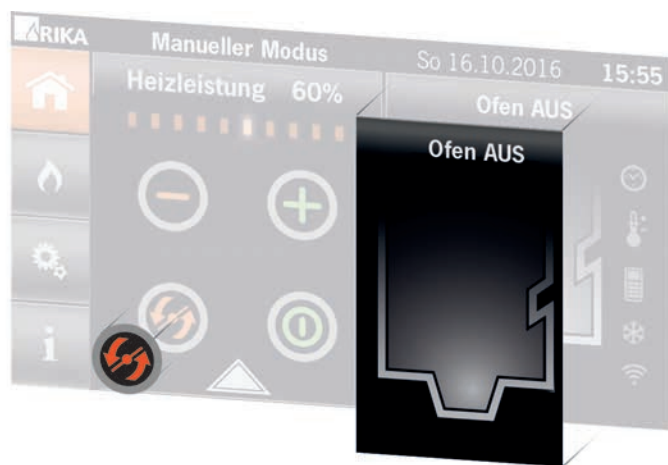 RIKA
Manueller Modus
So 16.10.2016
15:55
Heizleistung 60%
Ofen AUS
Ofen AUS
i